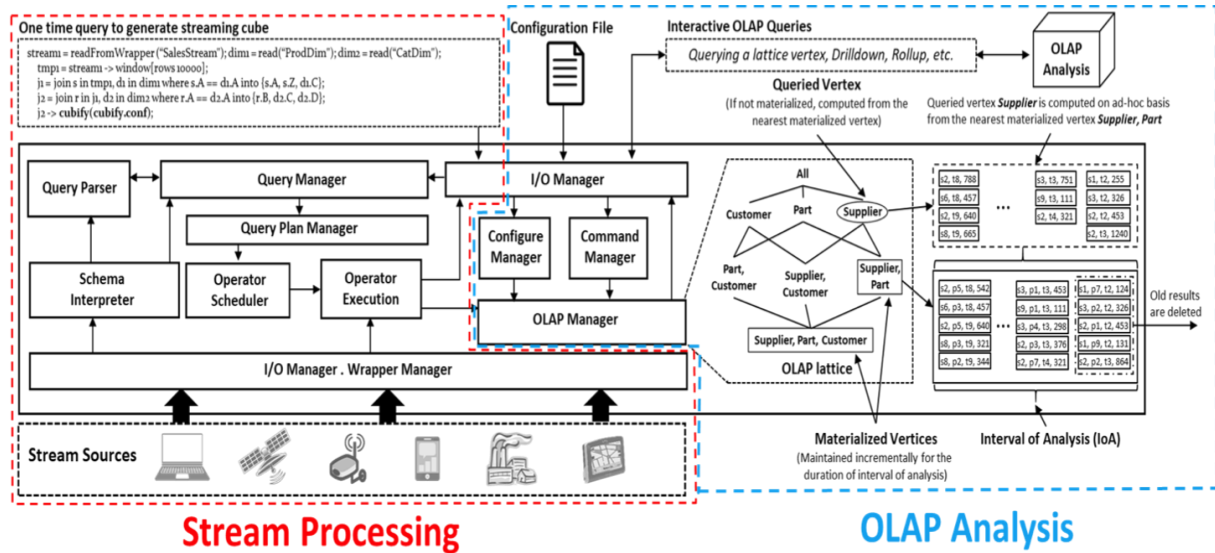 One time query to generate streaming cube
stream1 = readFromWrapper ("SalesStream"); dim1 = read("ProdDim"); dim2 = read("CatDim");
tmp1 = stream1 -> window[rows 10000];
j1 = join s in tmp1, d1 in dim1 where s.A == d1.A into {s.A, s.Z, d1.C};
j2 = join r in j1, d2 in dim2 where r.A == d2.A into {r.B, d2.C, d2.D};
j2 -> cubify(cubify.conf);
Configuration File
Interactive OLAP Queries
Querying a lattice vertex, Drilldown, Rollup, etc.
OLAP
Analysis
Queried Vertex
(If not materialized, computed from the
nearest materialized vertex)
Queried vertex Supplier is computed on ad-hoc basis
from the nearest materialized vertex Supplier, Part
Query Parser
Query Manager
I/O Manager
Query Plan Manager
Configure
Manager
Command
Manager
Schema
Interpreter
Operator
Scheduler
Operator
Execution
OLAP Manager
I/O Manager . Wrapper Manager
All
Customer
Part
Supplier
Part,
Customer
Supplier,
Customer
Supplier,
Part
Supplier, Part, Customer
OLAP lattice
s2, t8, 788
s6, t8, 457
s2, t9, 640
s8, t9, 665
...
s3, t3, 751
s9, t3, 111
s2, t4, 321
s1, t2, 255
s3, t2, 326
s2, t2, 453
s2, t3, 1240
s2, p5, t8, 542
s6, p3, t8, 457
s2, p5, t9, 640
s8, p3, t9, 321
s8, p2, t9, 344
...
s3, p1, t3, 453
s9, p1, t3, 111
s3, p4, t3, 298
s2, p3, t3, 376
s2, p7, t4, 321
s1, p7, t2, 124
s3, p2, t2, 326
s2, p1, t2, 453
s1, p9, t2, 131
s2, p2, t3, 864
Old results
are deleted
Stream Sources
Materialized Vertices
(Maintained incrementally for the
duration of interval of analysis)
Interval of Analysis (IoA)
Stream Processing
OLAP Analysis